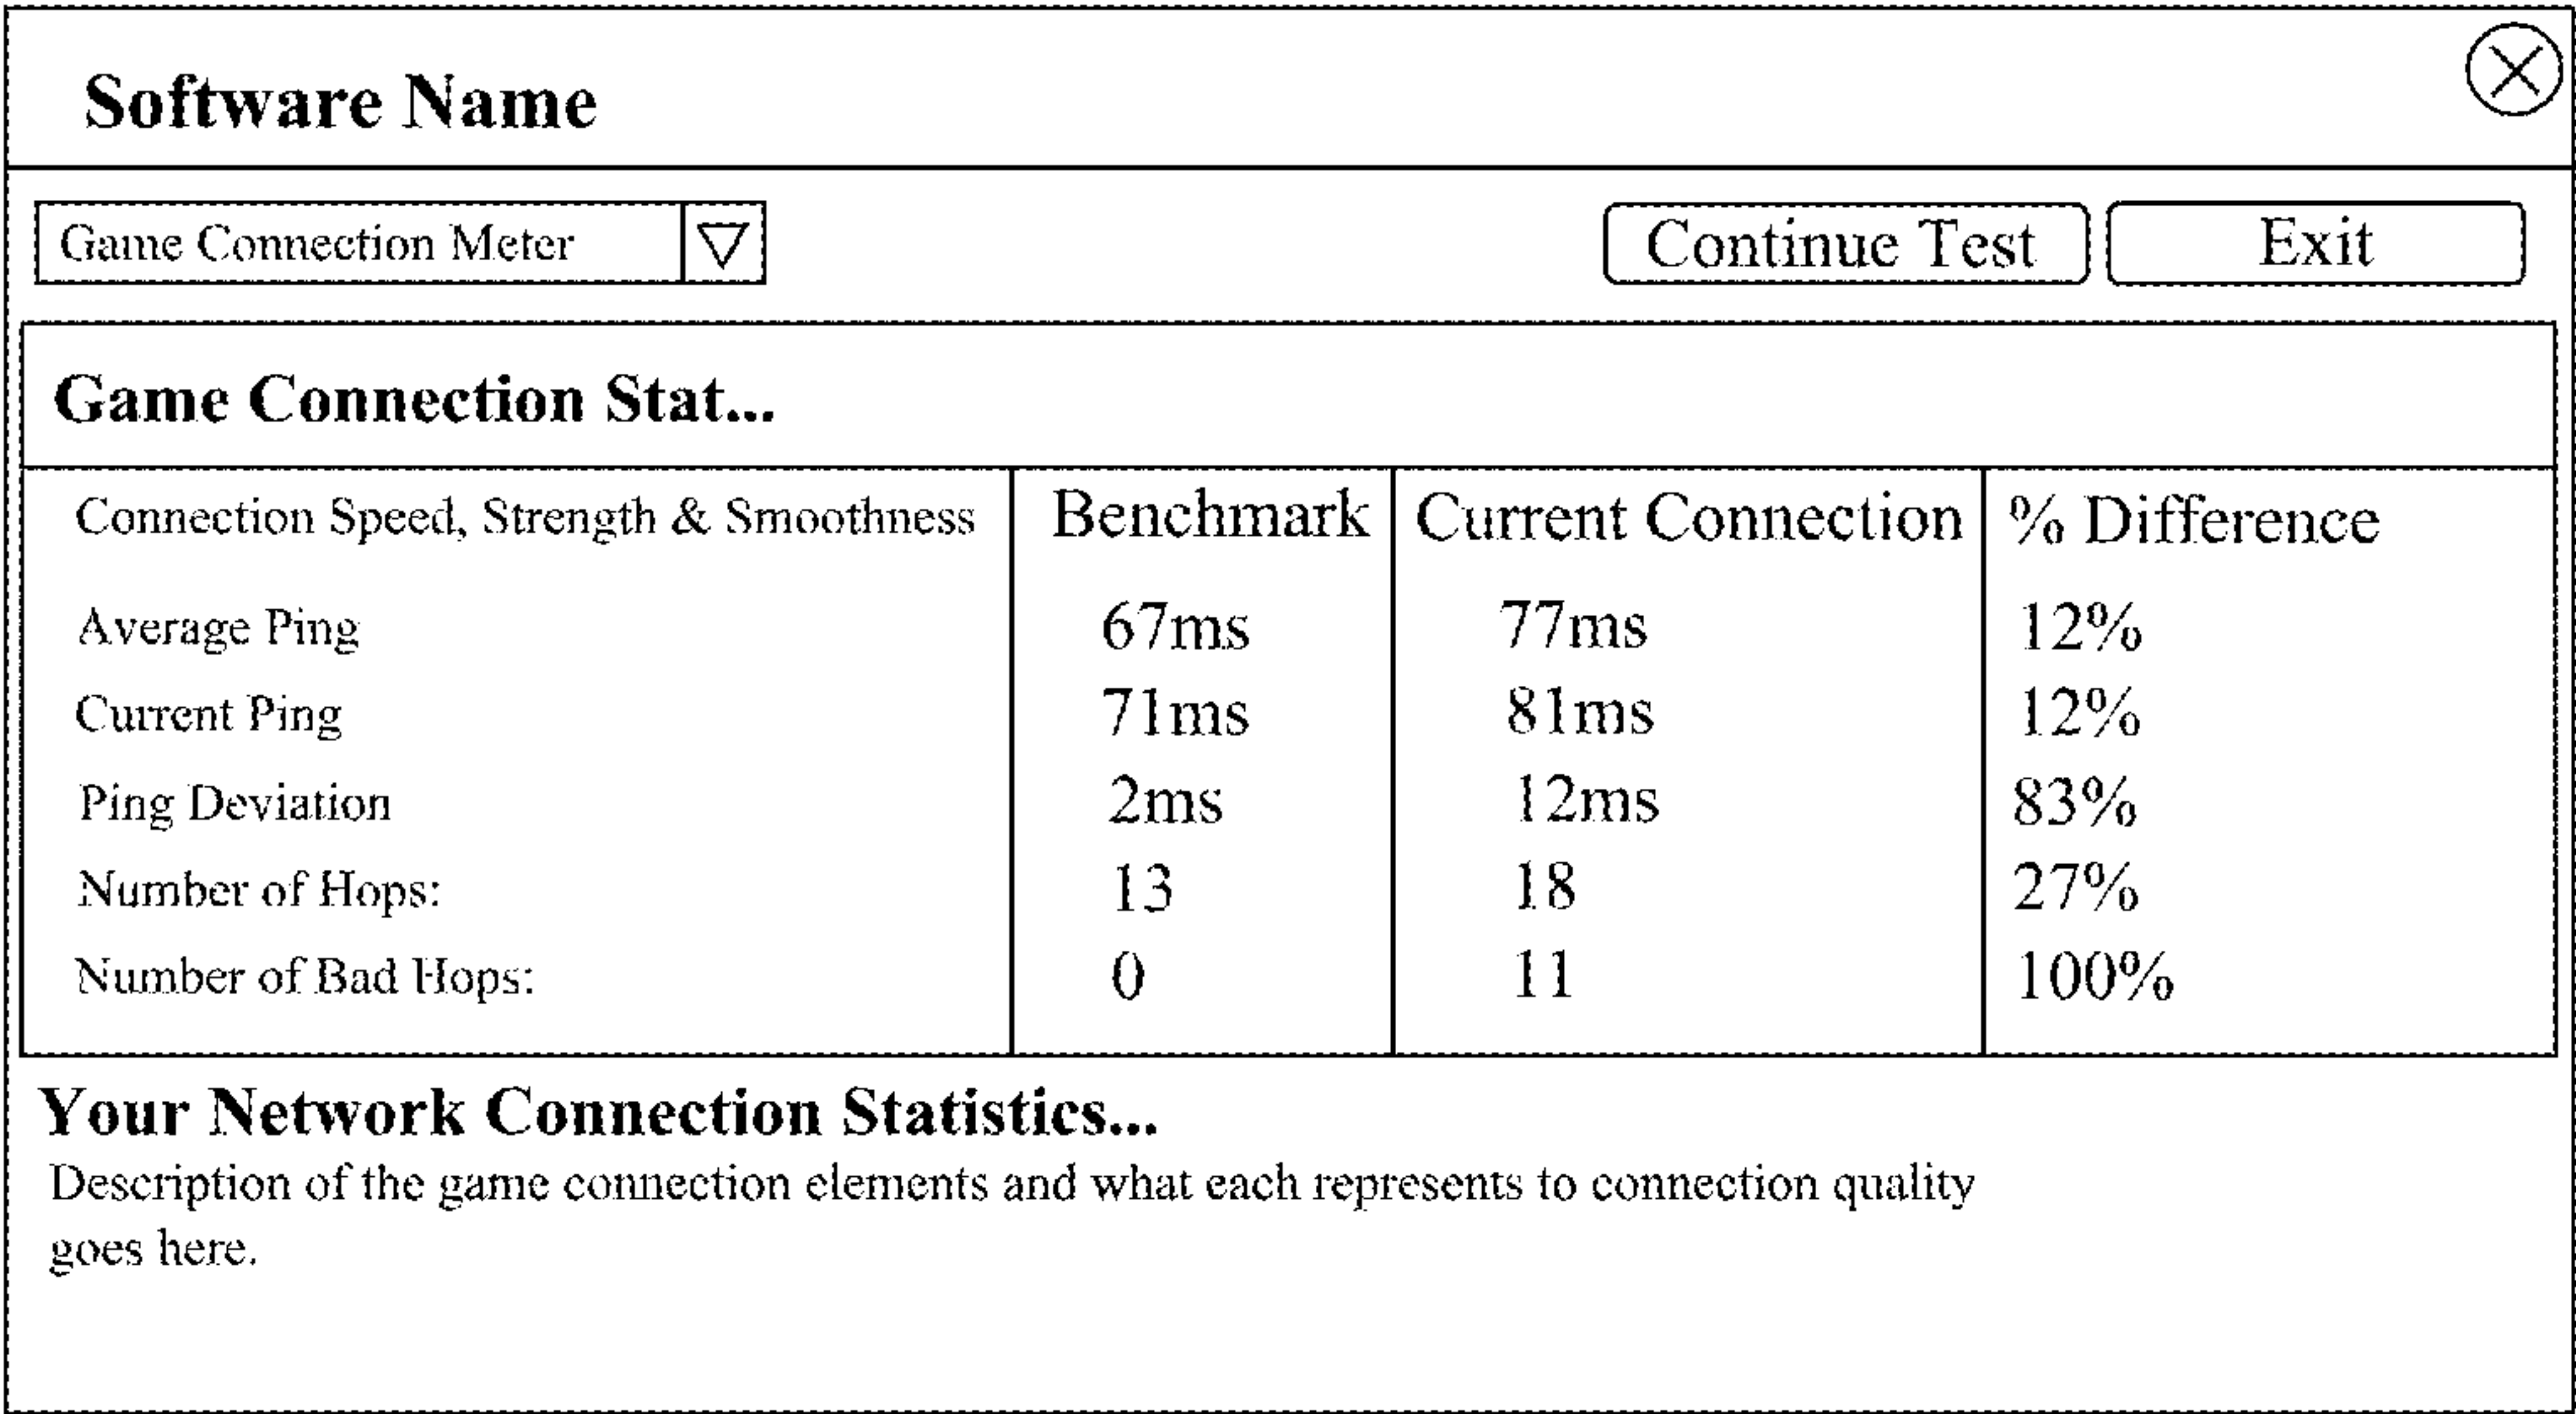 Software Name
Game Connection Meter
Continue Test
Exit
Game Connection Stat...
Connection Speed, Strength & Smoothness Benchmark Current Connection % Difference
Average Ping 67ms 77ms 12%
Current Ping 71ms 81ms 12%
Ping Deviation 2ms 12ms 83%
Number of Hops: 13 18 27%
Number of Bad Hops: 0 11 100%
Your Network Connection Statistics...
Description of the game connection elements and what each represents to connection quality
goes here.